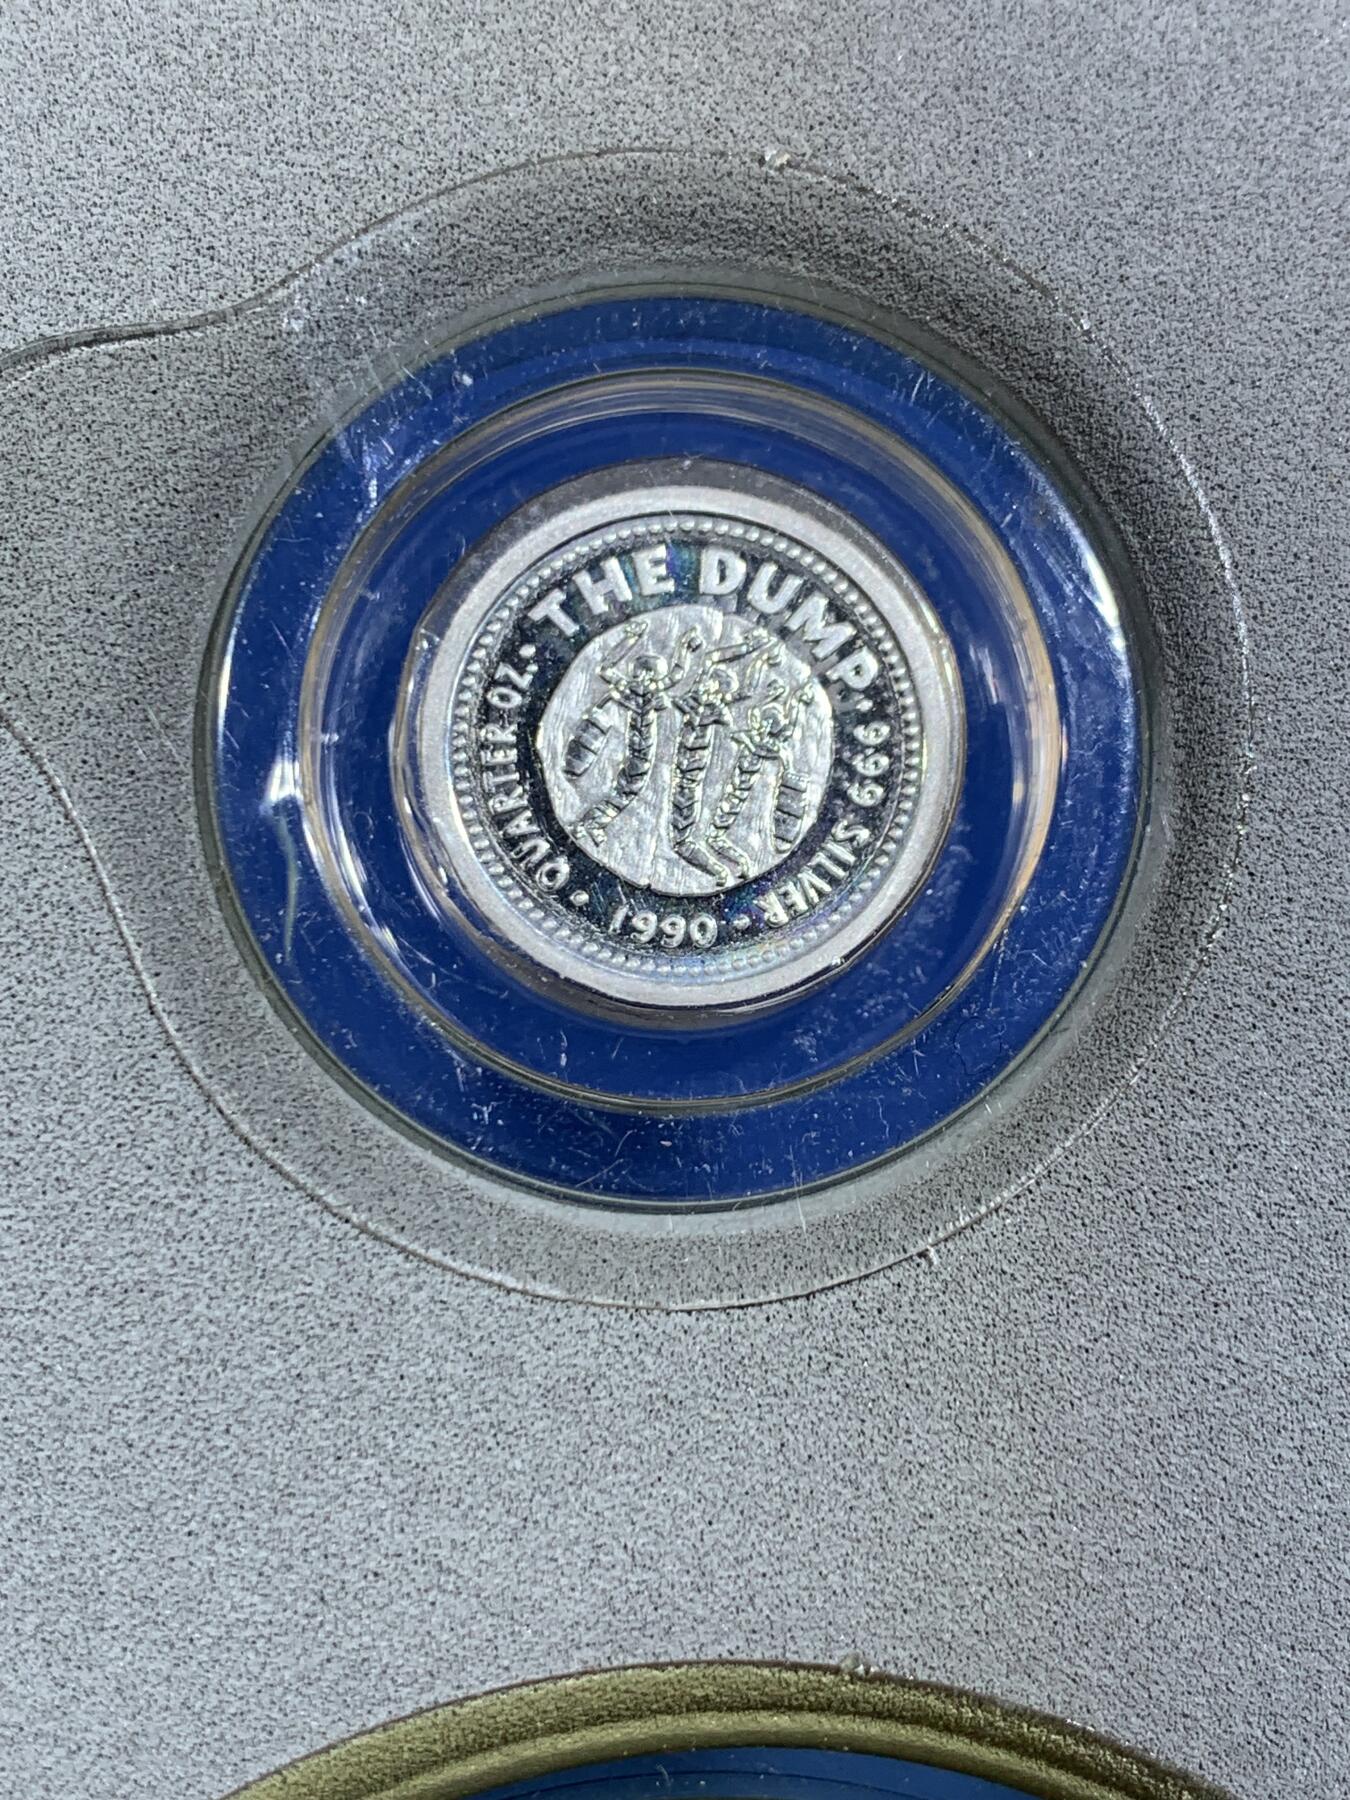 THE DUMP
.999 SILVER
1990
QUARTER OZ.